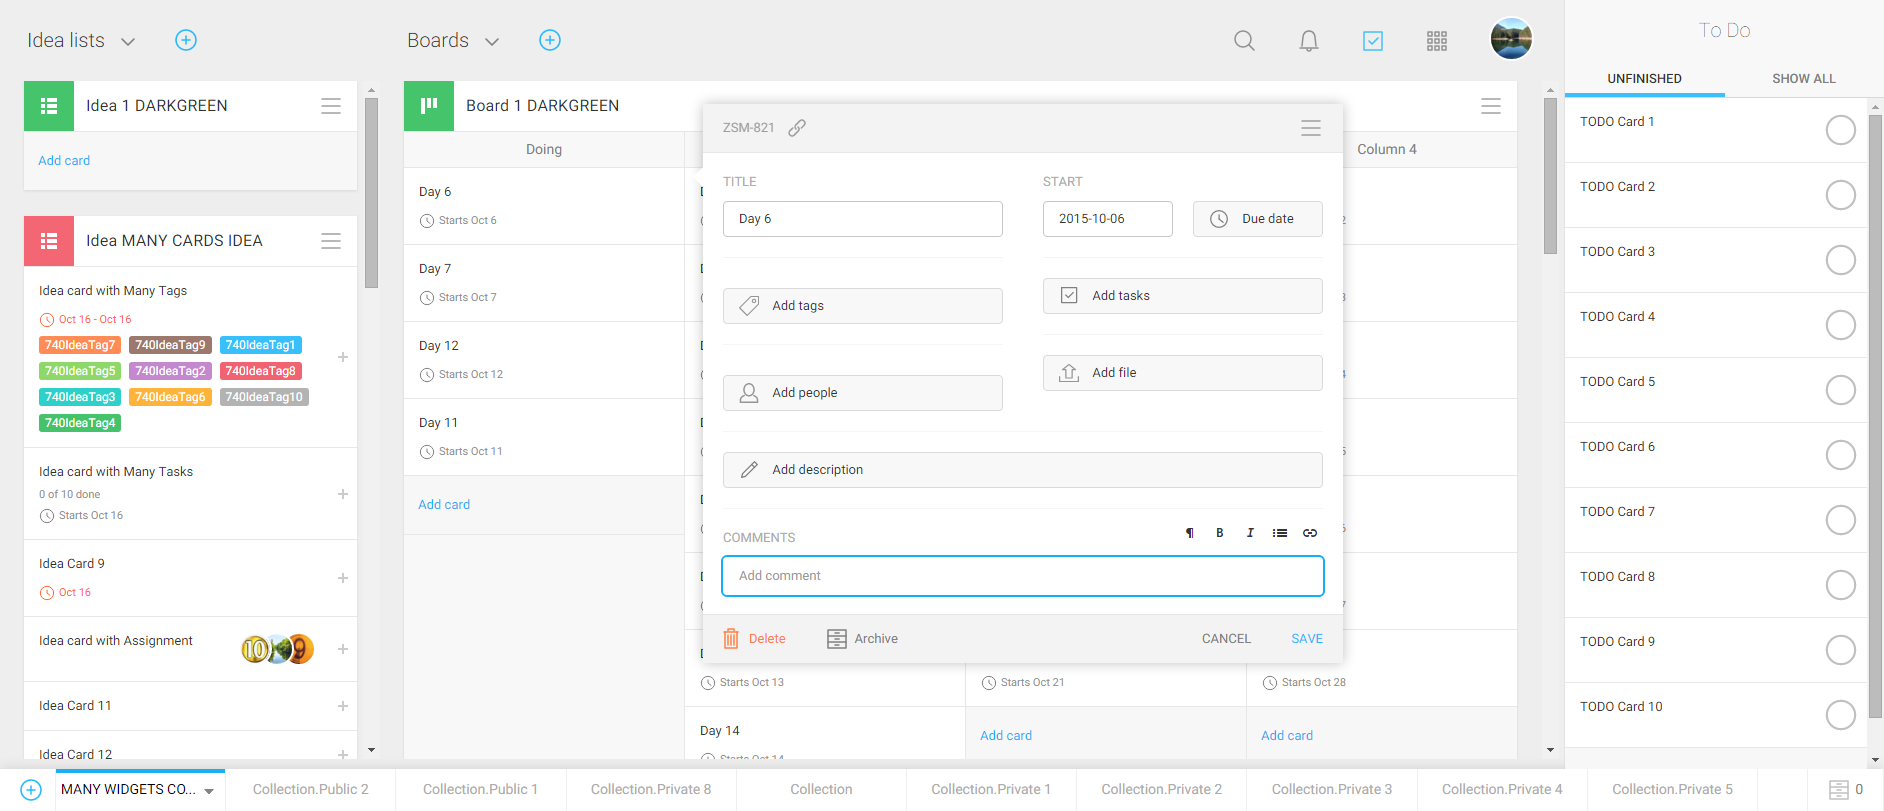 Idea lists
Boards
To Do
UNFINISHED
SHOW ALL
Idea 1 DARKGREEN
Add card
Idea MANY CARDS IDEA
Idea card with Many Tags
Oct 16 - Oct 16
740IdeaTag7 740IdeaTag9 740IdeaTag1
740IdeaTag5 740IdeaTag2 740IdeaTag8
740IdeaTag3 740IdeaTag6 740IdeaTag10
740IdeaTag4
Idea card with Many Tasks
0 of 10 done
Starts Oct 16
Idea Card 9
Oct 16
Idea card with Assignment
Idea Card 11
Idea Card 12
Board 1 DARKGREEN
Doing
Day 6
Starts Oct 6
Day 7
Starts Oct 7
Day 12
Starts Oct 12
Day 11
Starts Oct 11
Add card
Column 4
ZSM-821
TITLE
Day 6
START
2015-10-06
Due date
Add tags
Add tasks
Add people
Add file
Add description
COMMENTS
¶ B I
Add comment
Delete
Archive
CANCEL
SAVE
Starts Oct 13
Day 14
Starts Oct 14
Starts Oct 21
Add card
Starts Oct 28
Add card
TODO Card 1
TODO Card 2
TODO Card 3
TODO Card 4
TODO Card 5
TODO Card 6
TODO Card 7
TODO Card 8
TODO Card 9
TODO Card 10
MANY WIDGETS CO...
Collection.Public 2
Collection.Public 1
Collection.Private 8
Collection
Collection.Private 1
Collection.Private 2
Collection.Private 3
Collection.Private 4
Collection.Private 5
0